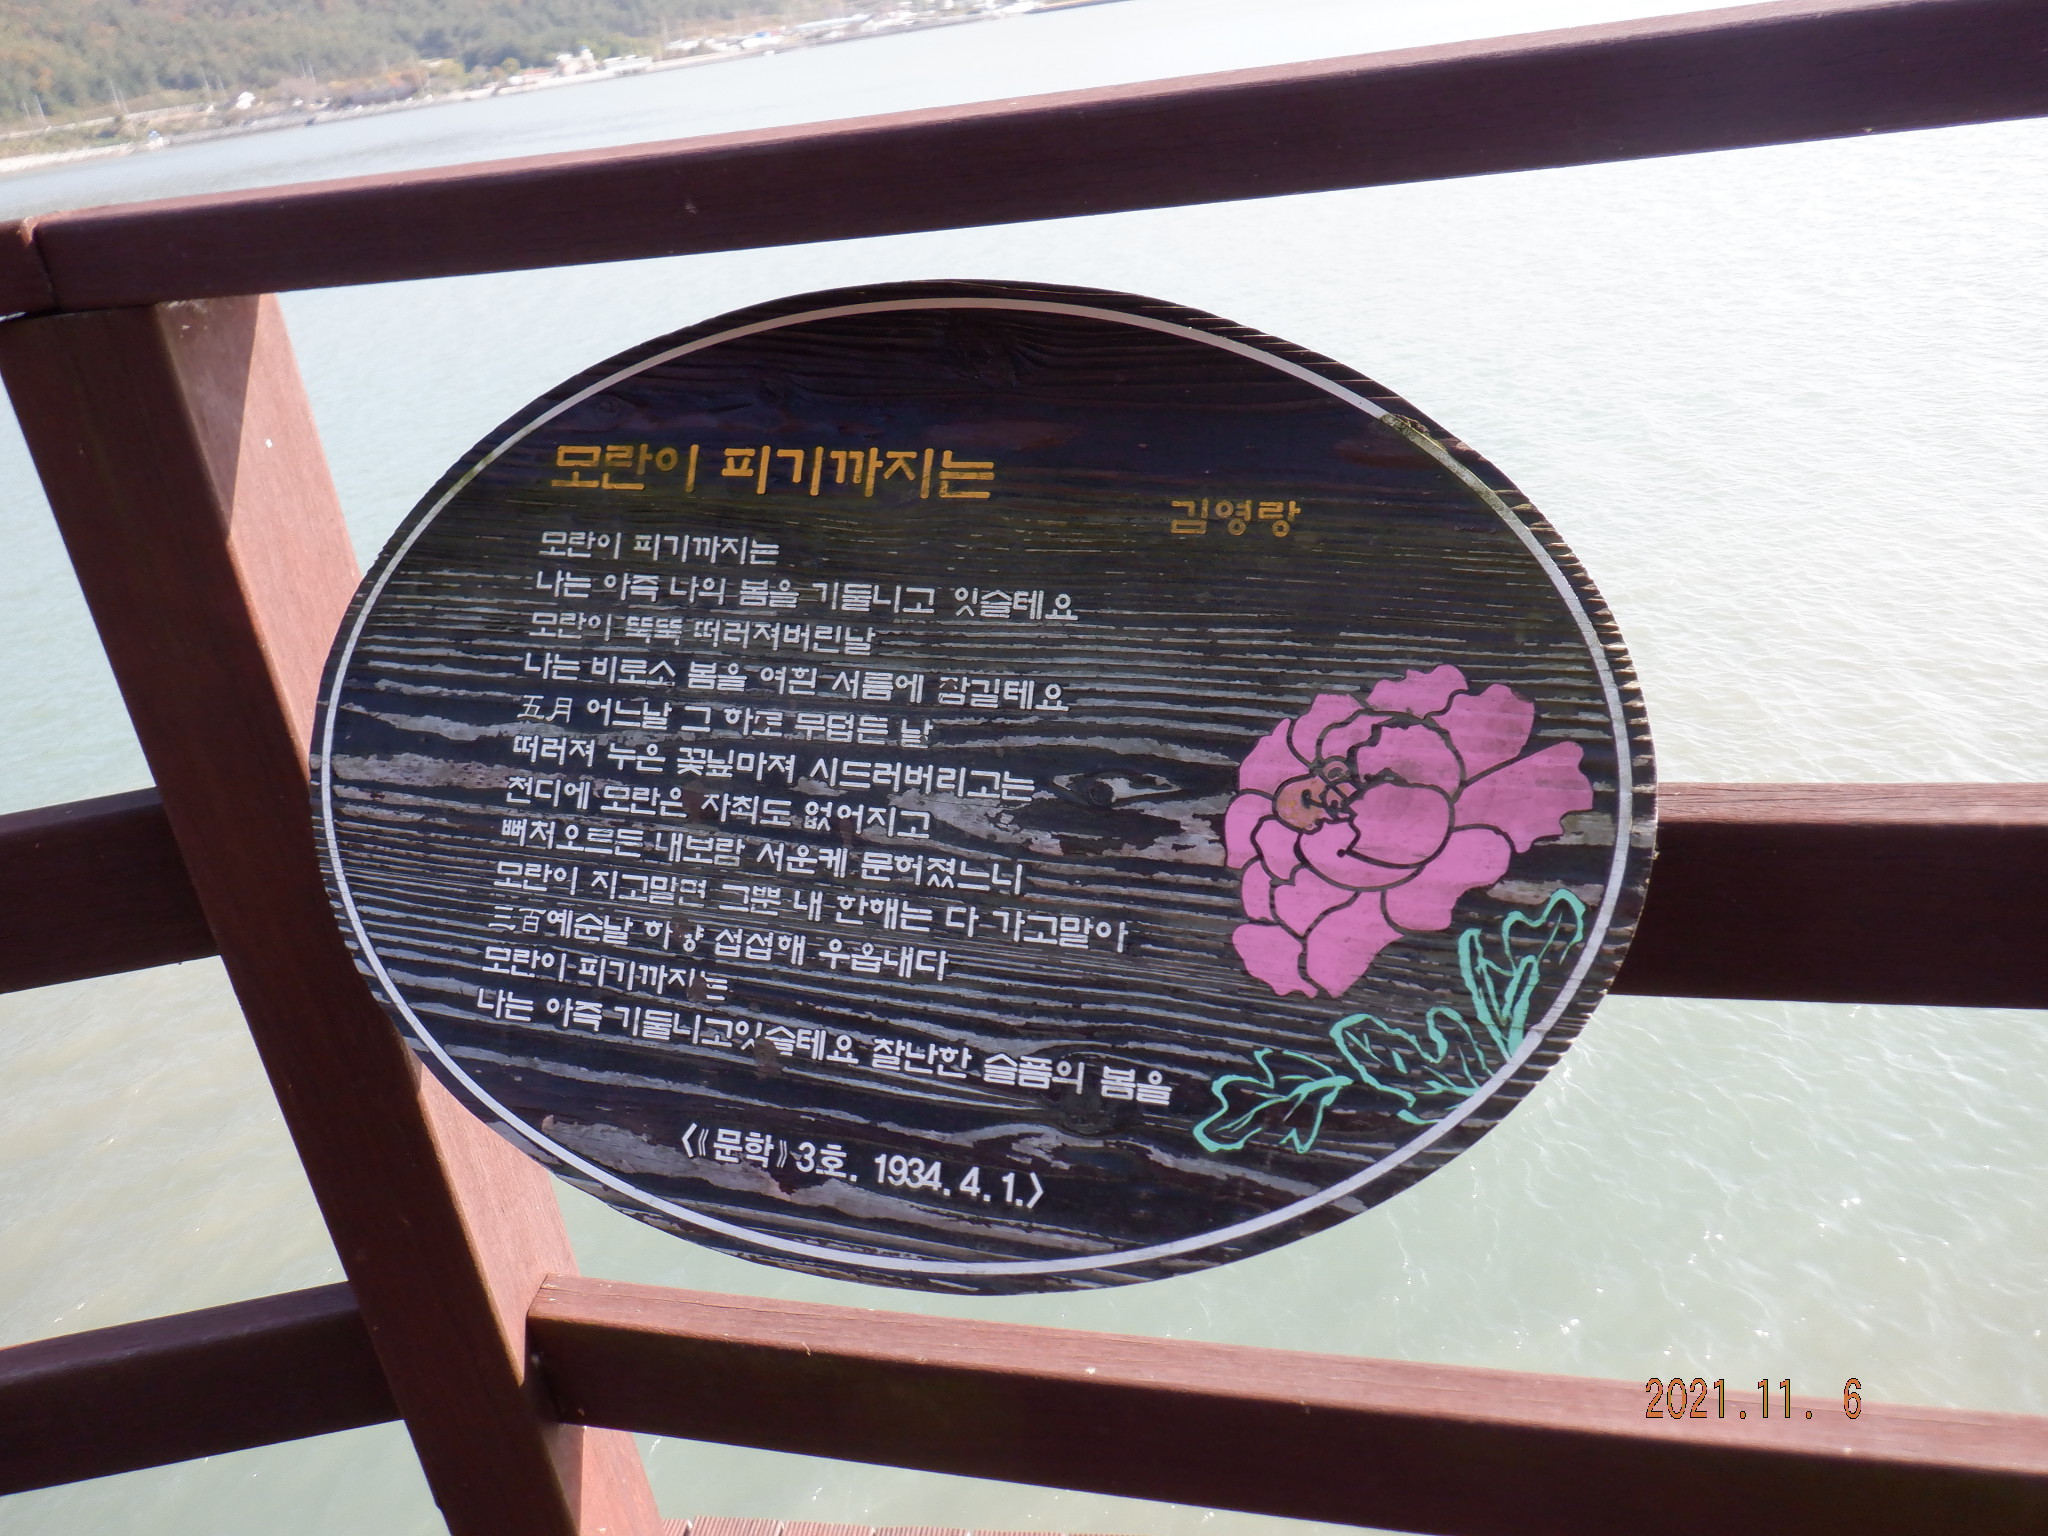 모란이 피기까지는
김영랑
모란이 피기까지는
나는 아즉 나의 봄을 기둘니고 잇슬테요
모란이 뚝뚝 떠러져버린날
나는 비로소 봄을 여흰 서름에 잠길테요
五月 어느날 그 하로 무덥든 날
떠러져 누은 꽃닢마져 시드러버리고는
천디에 모란은 자최도 없어지고
뻐처오르든 내보람 서운케 문허졌느니
모란이 지고말면 그뿐 내 한해는 다 가고말아
三百예순날 하냥 섭섭해 우옵내다
모란이 피기까지는
나는 아즉 기둘니고잇슬테요 찰난한 슬픔의 봄을
〈《문학》3호. 1934. 4. 1.〉
2021.11. 6